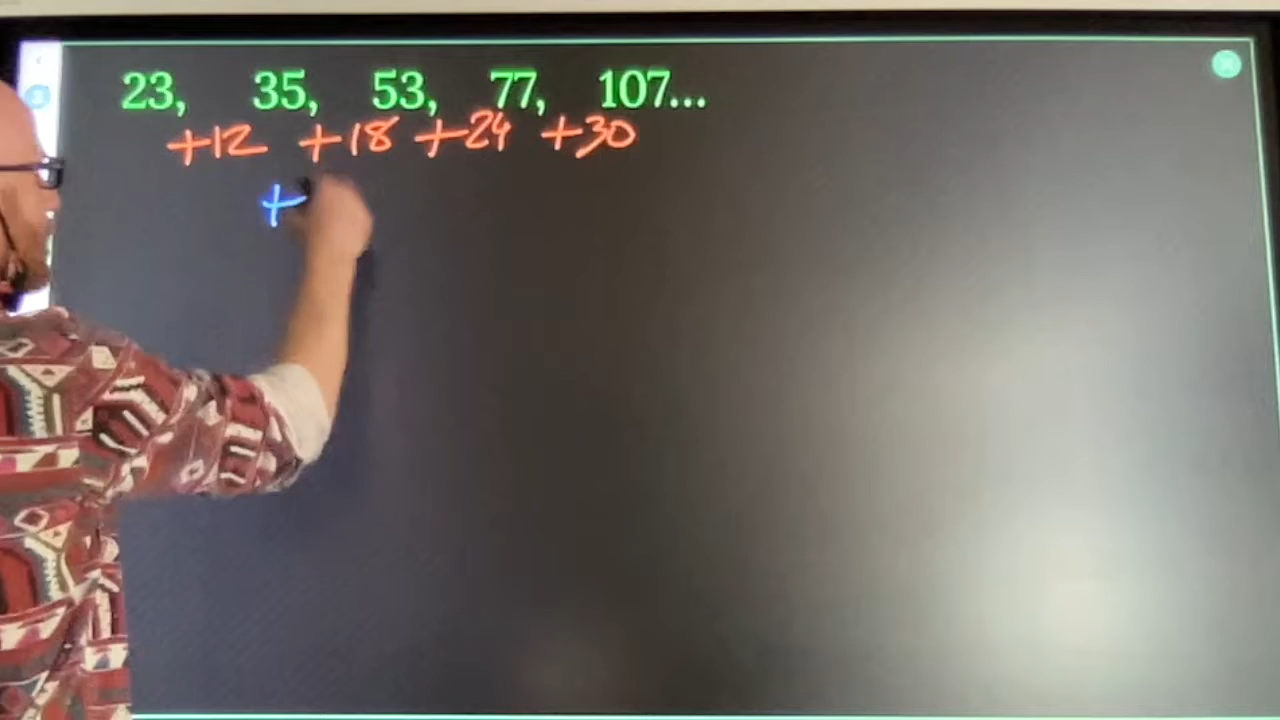 23, 35, 53, 77, 107...
+12 +18 +24 +30
+